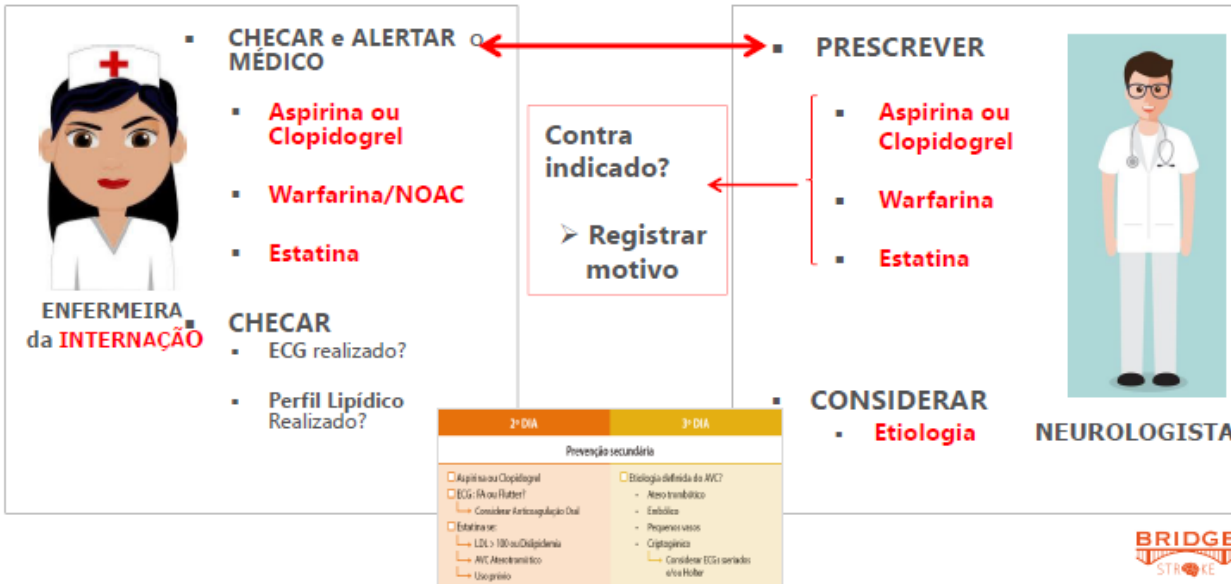 CHECAR e ALERTAR o
MÉDICO
Aspirina ou
Clopidogrel
Warfarina/NOAC
Estatina
ENFERMEIRA
da INTERNAÇÃO
CHECAR
ECG realizado?
Perfil Lipídico
Realizado?
Contra
indicado?
➢ Registrar
motivo
PRESCREVER
Aspirina ou
Clopidogrel
Warfarina
Estatina
CONSIDERAR
Etiologia
NEUROLOGISTA
2º DIA
3º DIA
Prevenção secundária
Aspirina ou Clopidogrel
ECG: FA ou Flutter?
Considerar Anticoagulação Oral
Estatina se:
LDL > 100 ou Dislipidemia
AVC Aterotromótico
Uso prévio
Etiologia definida do AVC?
Atero trombótico
Embólico
Pequenos vasos
Criptogênico
Considerar ECGs seriados
e/ou Holter
BRIDGE
STROKE